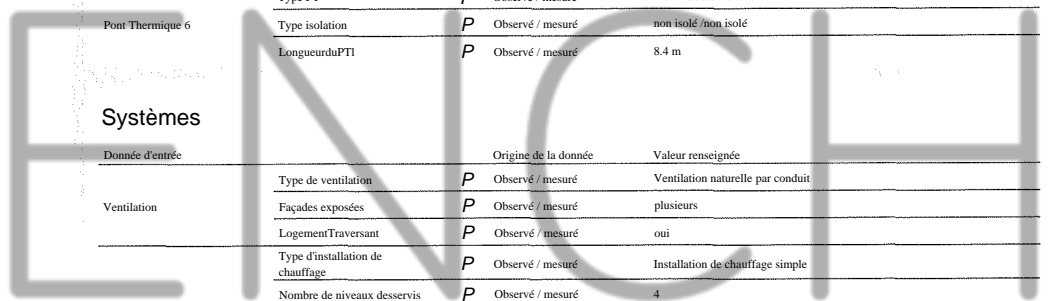 Pont Thermique 6
Type isolation P Observé / mesuré non isolé /non isolé
LongueurduPTl P Observé / mesuré 8.4 m
Systèmes
Donnée d'entrée Origine de la donnée Valeur renseignée
Type de ventilation P Observé / mesuré Ventilation naturelle par conduit
Ventilation Façades exposées P Observé / mesuré plusieurs
LogementTraversant P Observé / mesuré oui
Type d'installation de
chauffage P Observé / mesuré Installation de chauffage simple
Nombre de niveaux desservis P Observé / mesuré 4
ENCH